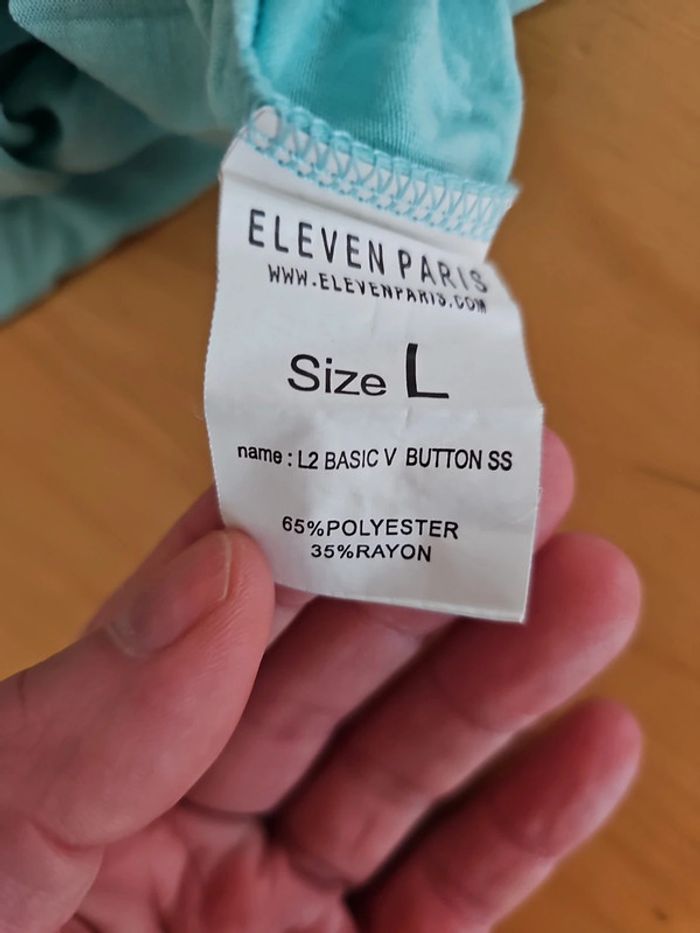 ELEVEN PARIS
WWW.ELEVENPARIS.COM
Size L
name : L2 BASIC V BUTTON SS
65%POLYESTER
35%RAYON